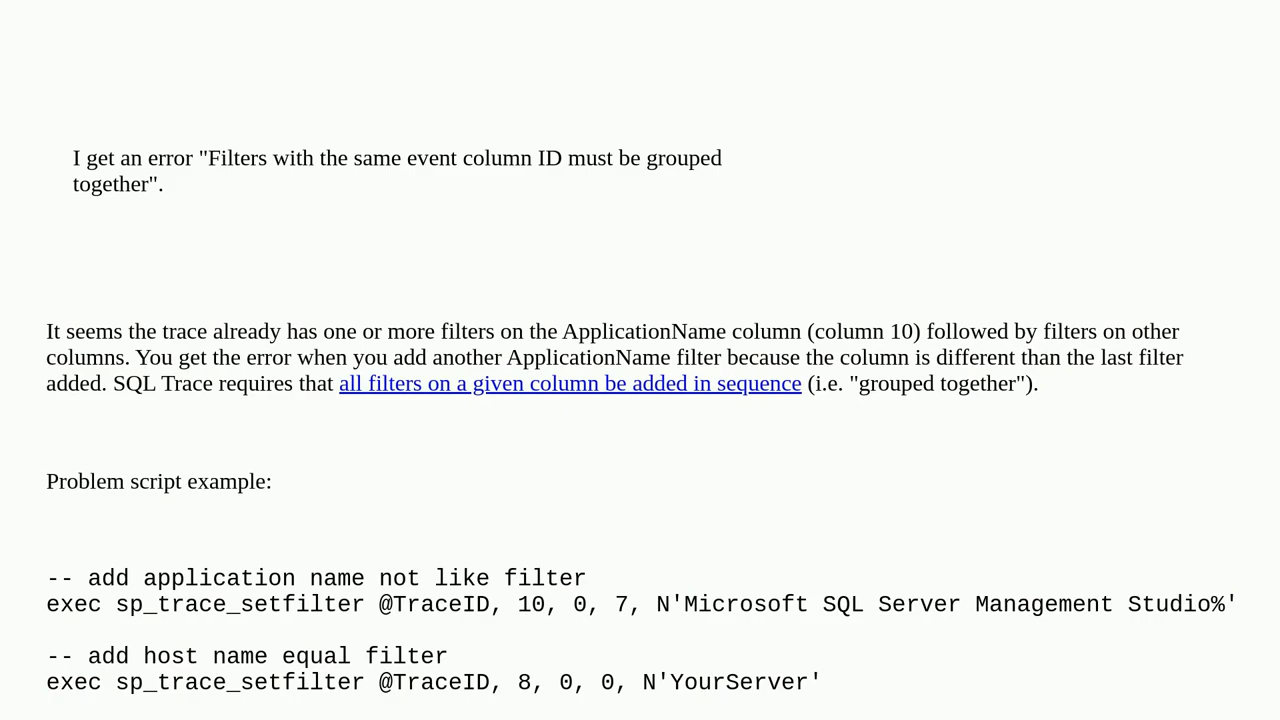 I get an error "Filters with the same event column ID must be grouped
together".
It seems the trace already has one or more filters on the ApplicationName column (column 10) followed by filters on other
columns. You get the error when you add another ApplicationName filter because the column is different than the last filter
added. SQL Trace requires that all filters on a given column be added in sequence (i.e. "grouped together").
Problem script example:
-- add application name not like filter
exec sp_trace_setfilter @TraceID, 10, 0, 7, N'Microsoft SQL Server Management Studio%'
-- add host name equal filter
exec sp_trace_setfilter @TraceID, 8, 0, 0, N'YourServer'